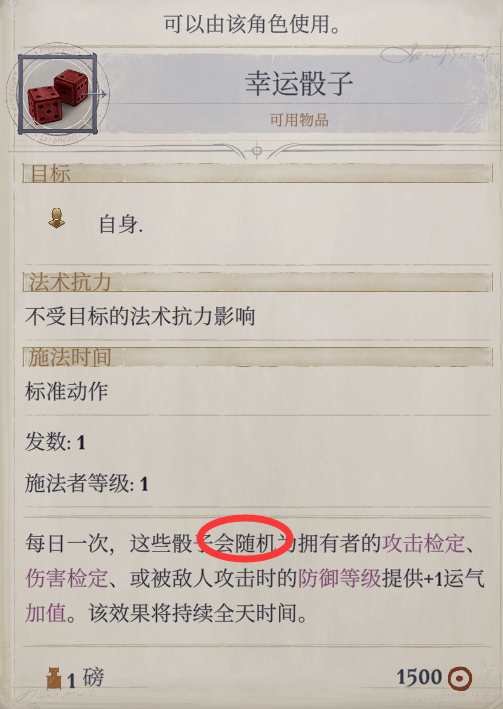 可以由该角色使用。
幸运骰子
可用物品
目标
自身.
法术抗力
不受目标的法术抗力影响
施法时间
标准动作
发数: 1
施法者等级: 1
每日一次，这些骰子会随机为拥有者的攻击检定、
伤害检定、或被敌人攻击时的防御等级提供+1运气
加值。该效果将持续全天时间。
1 磅
1500